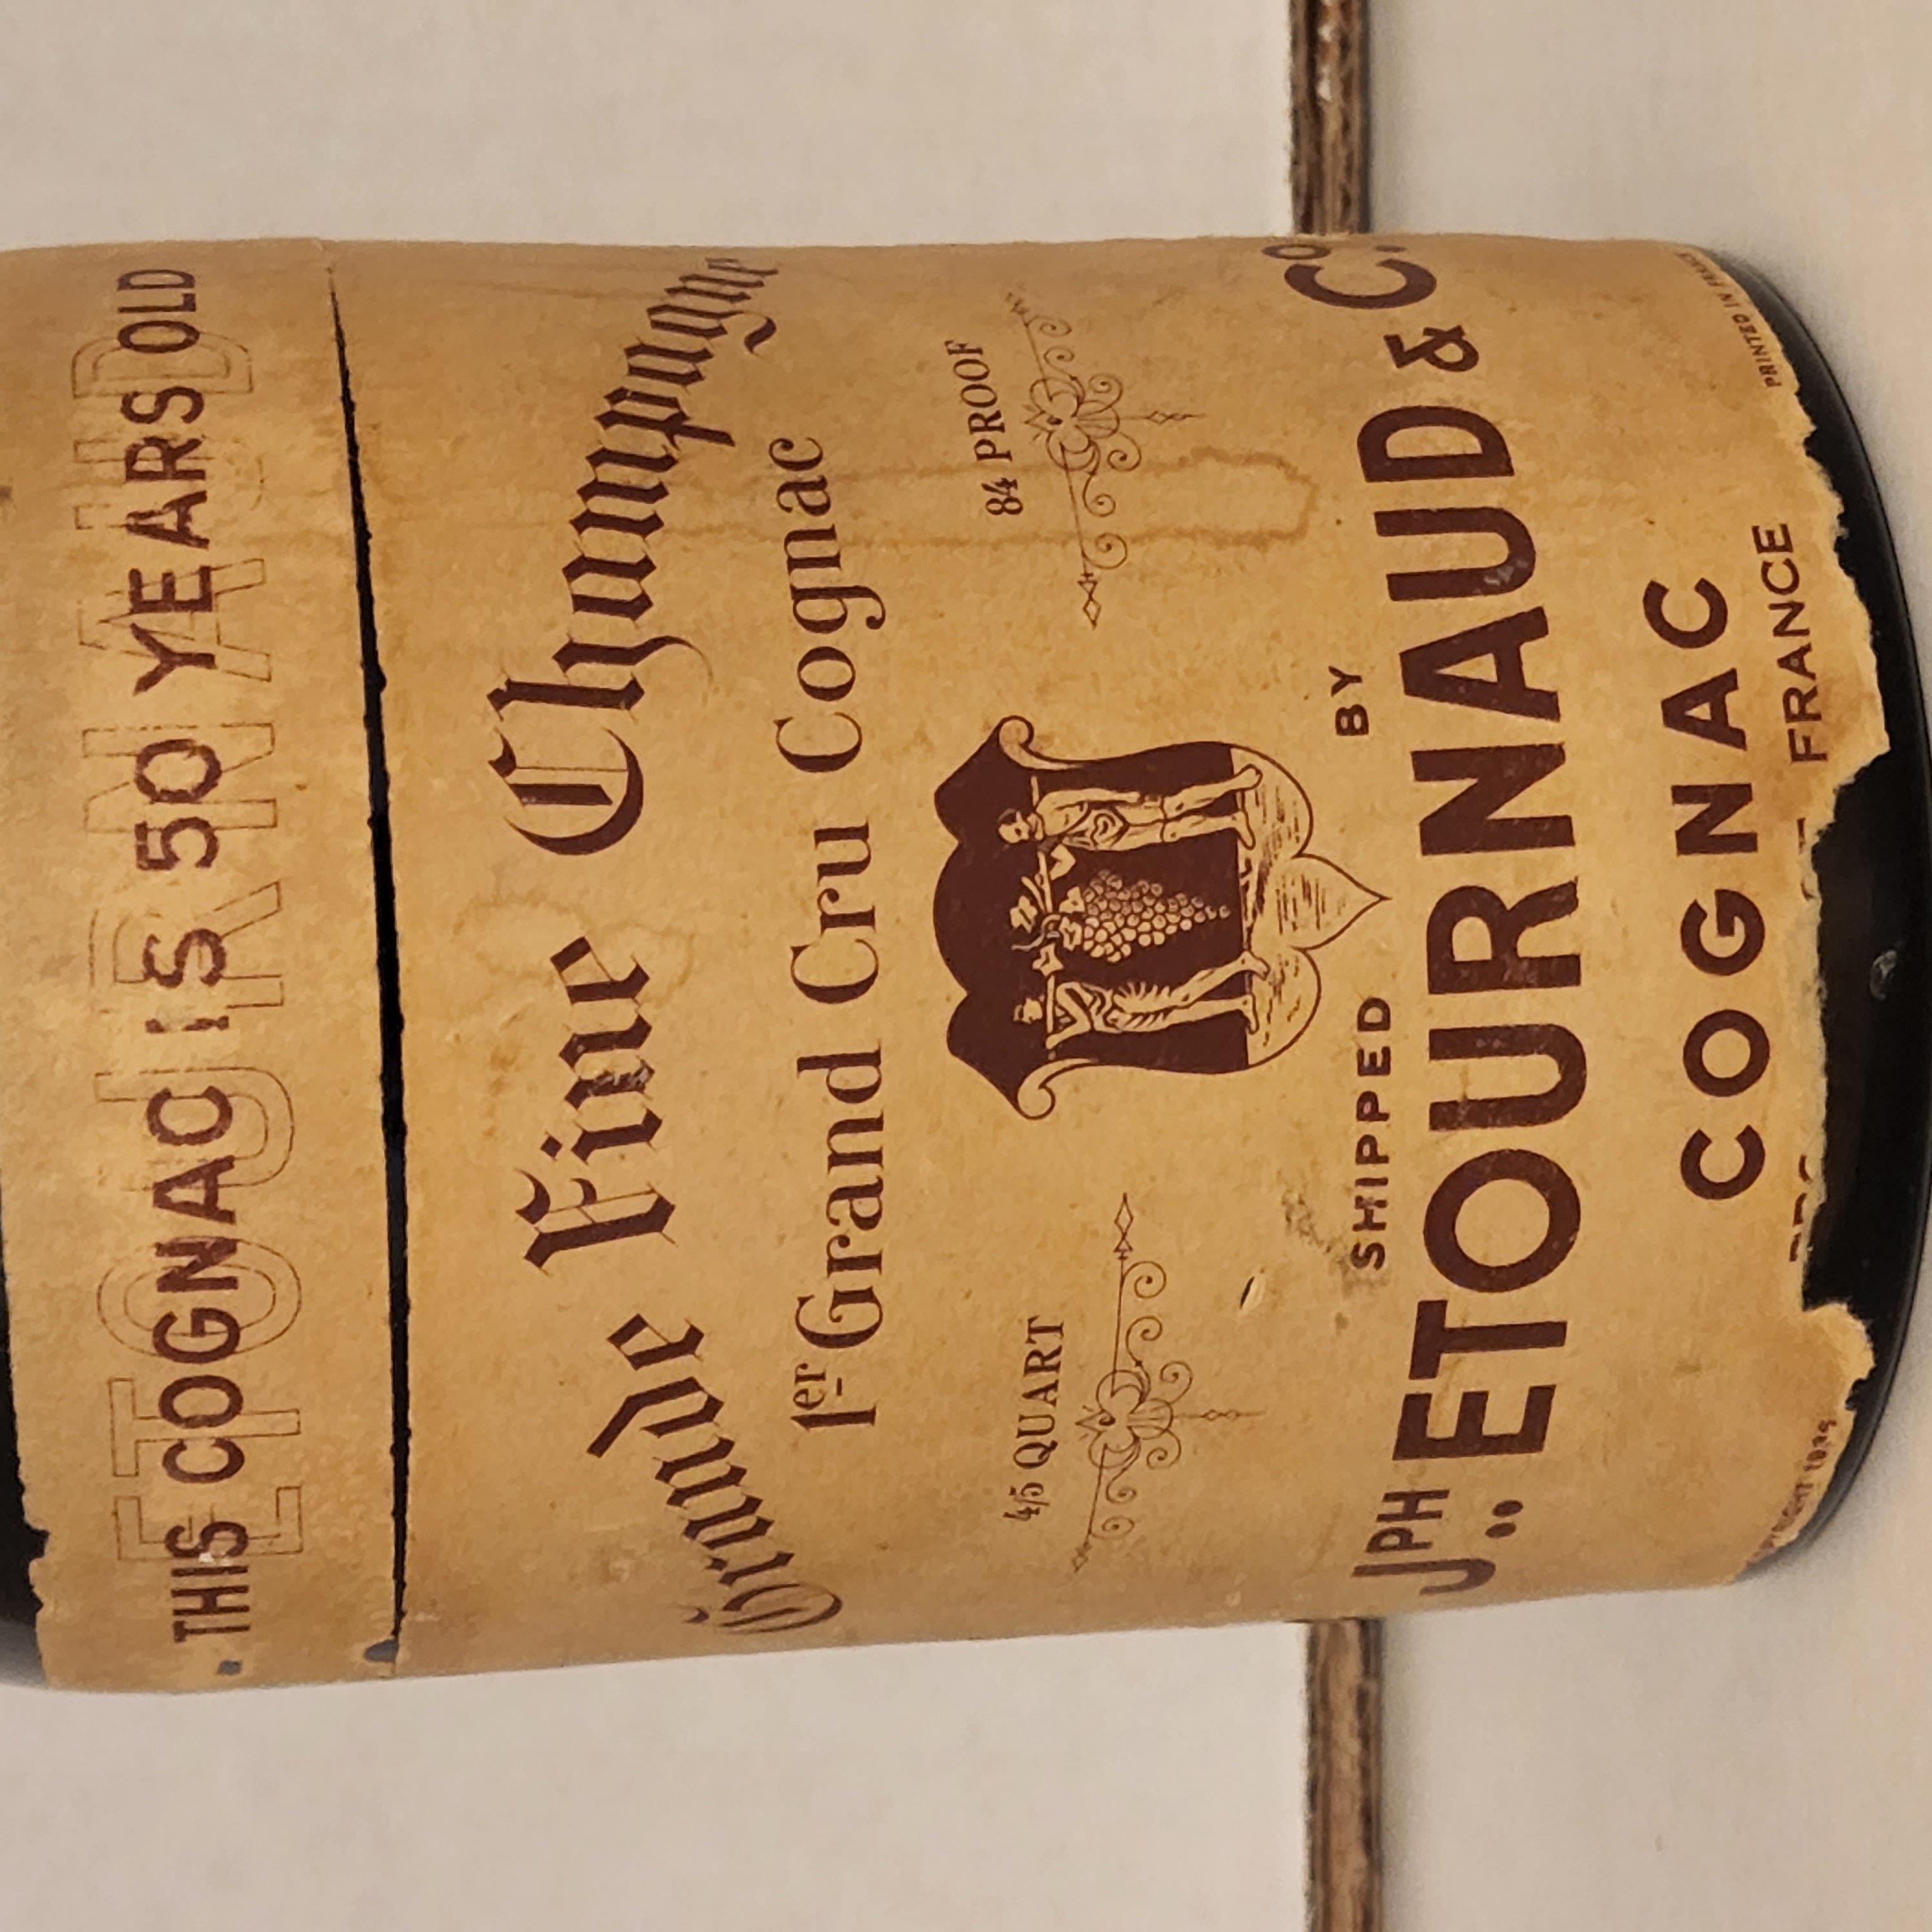 THIS COGNAC IS 50 YEARS OLD
ETOURNAUD
Grande Fine Champagne
1er Grand Cru Cognac
4/5 QUART
84 PROOF
SHIPPED BY
JPH ETOURNAUD & Co.
COGNAC
FRANCE
PRINTED IN FRANCE